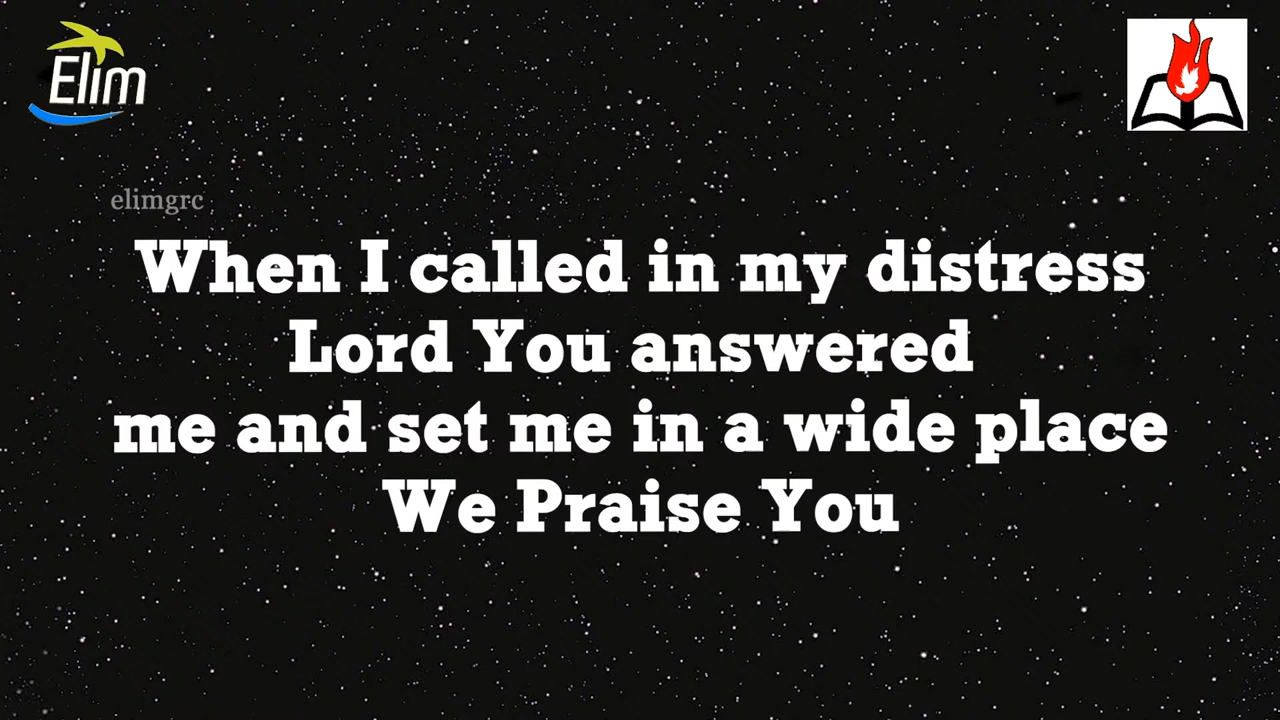 Elim
elimgrc
When I called in my distress
Lord You answered
me and set me in a wide place
We Praise You